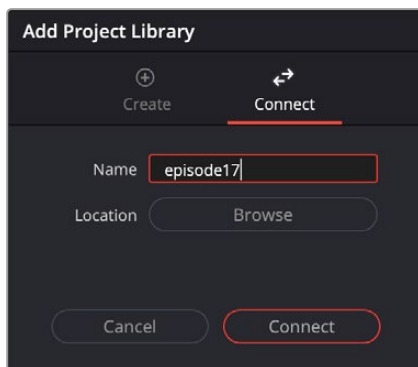 Add Project Library
Create Connect
Name episode17
Location Browse
Cancel Connect